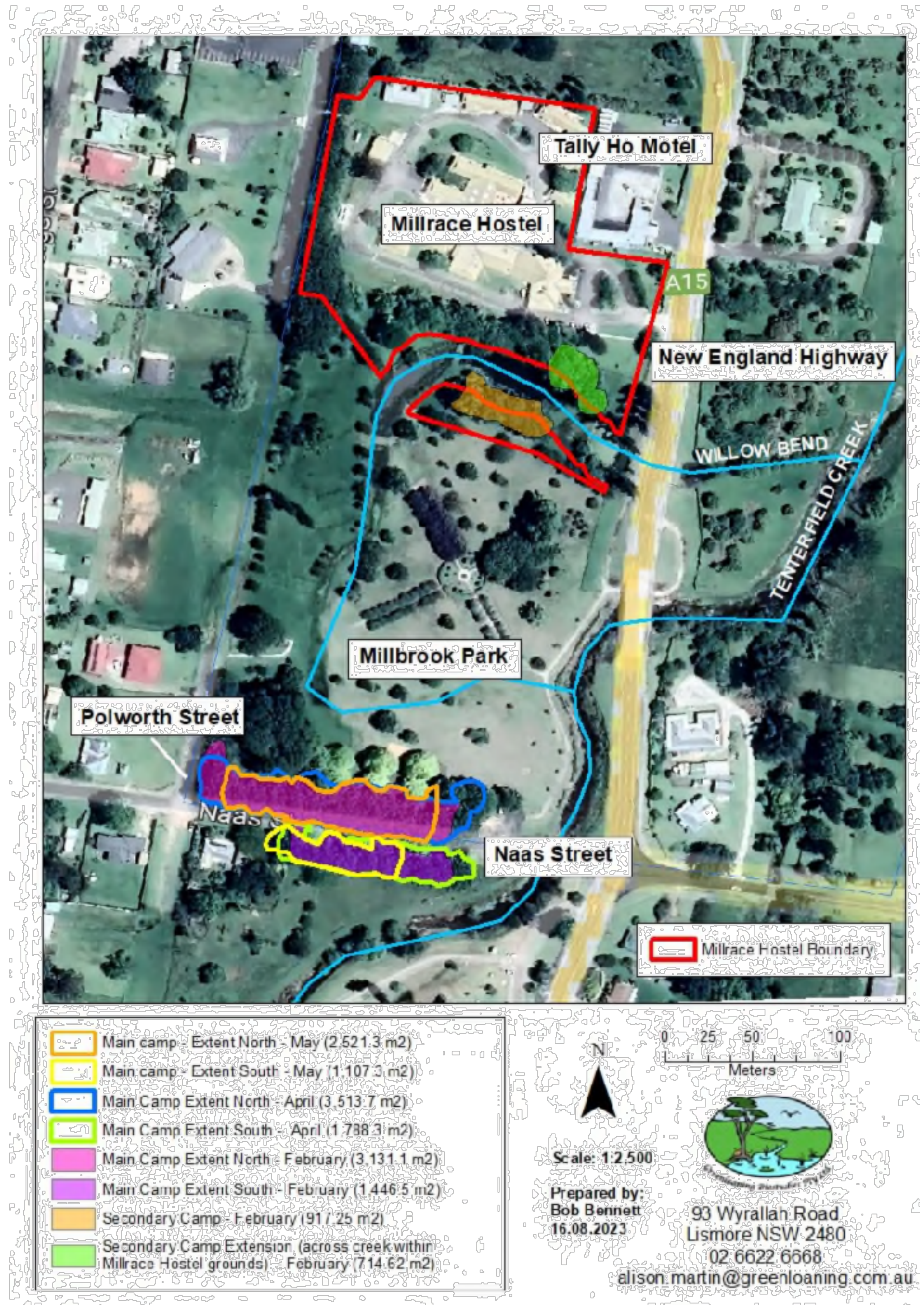 Tally Ho Motel
Millrace Hostel
A15
New England Highway
WILLOW BEND
TENTERFIELD CREEK
Millbrook Park
Polworth Street
Naas
Naas Street
Millrace Hostel Boundary
Main camp - Extent North - May (2,521.3 m2)
Main camp - Extent South - May (1,107.3 m2)
Main Camp Extent North - April (3,513.7 m2)
Main Camp Extent South - April (1,788.3 m2)
Main Camp Extent North - February (3,131.1 m2)
Main Camp Extent South - February (1,446.5 m2)
Secondary Camp - February (917.25 m2)
Secondary Camp Extension (across creek within
Millrace Hostel grounds) - February (714.62 m2)
N
0 25 50 100
Meters
Scale: 1:2,500
Prepared by:
Bob Bennett
16.08.2023
93 Wyrallah Road
Lismore NSW 2480
02 6622 6668
alison.martin@greenloaning.com.au